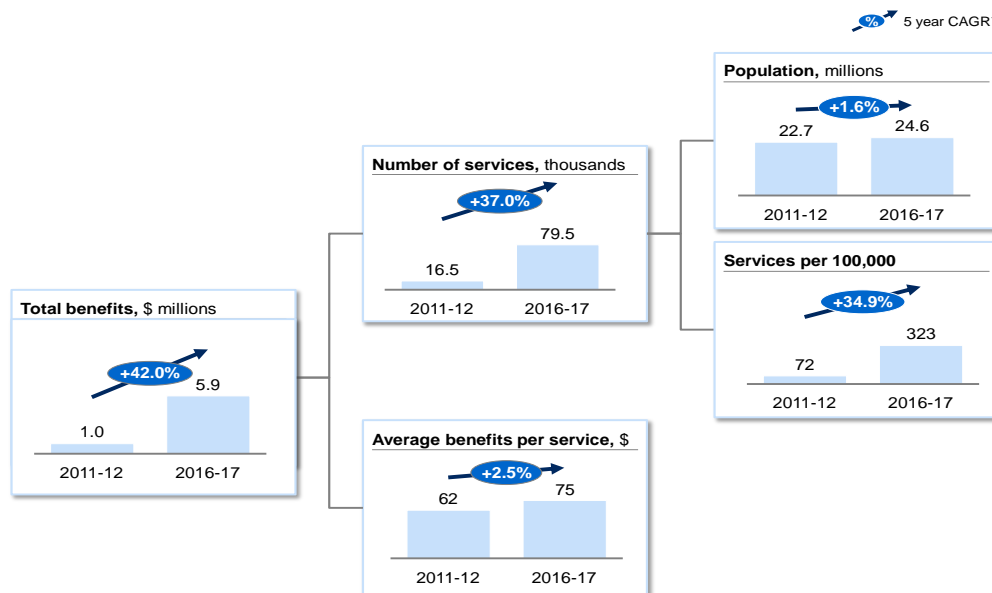 % 5 year CAGR
Population, millions
+1.6%
22.7 24.6
2011-12 2016-17
Number of services, thousands
+37.0%
16.5 79.5
2011-12 2016-17
Services per 100,000
+34.9%
72 323
2011-12 2016-17
Total benefits, $ millions
+42.0%
1.0 5.9
2011-12 2016-17
Average benefits per service, $
+2.5%
62 75
2011-12 2016-17